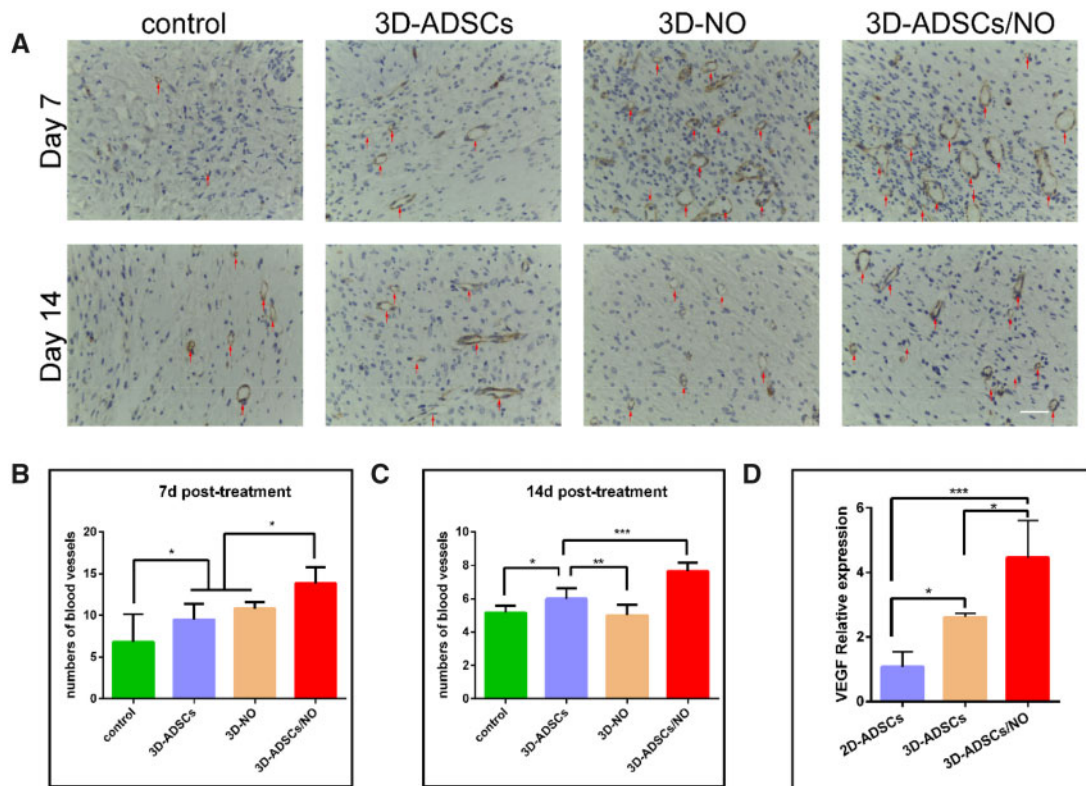 control 3D-ADSCs 3D-NO 3D-ADSCs/NO
A
Day 7
Day 14
B
7d post-treatment
numbers of blood vessels
20
15
10
5
0
*
*
control
3D-ADSCs
3D-NO
3D-ADSCs/NO
C
14d post-treatment
numbers of blood vessels
10
8
6
4
2
0
*
**
***
control
3D-ADSCs
3D-NO
3D-ADSCs/NO
D
VEGF Relative expression
6
4
2
0
***
*
*
2D-ADSCs
3D-ADSCs
3D-ADSCs/NO